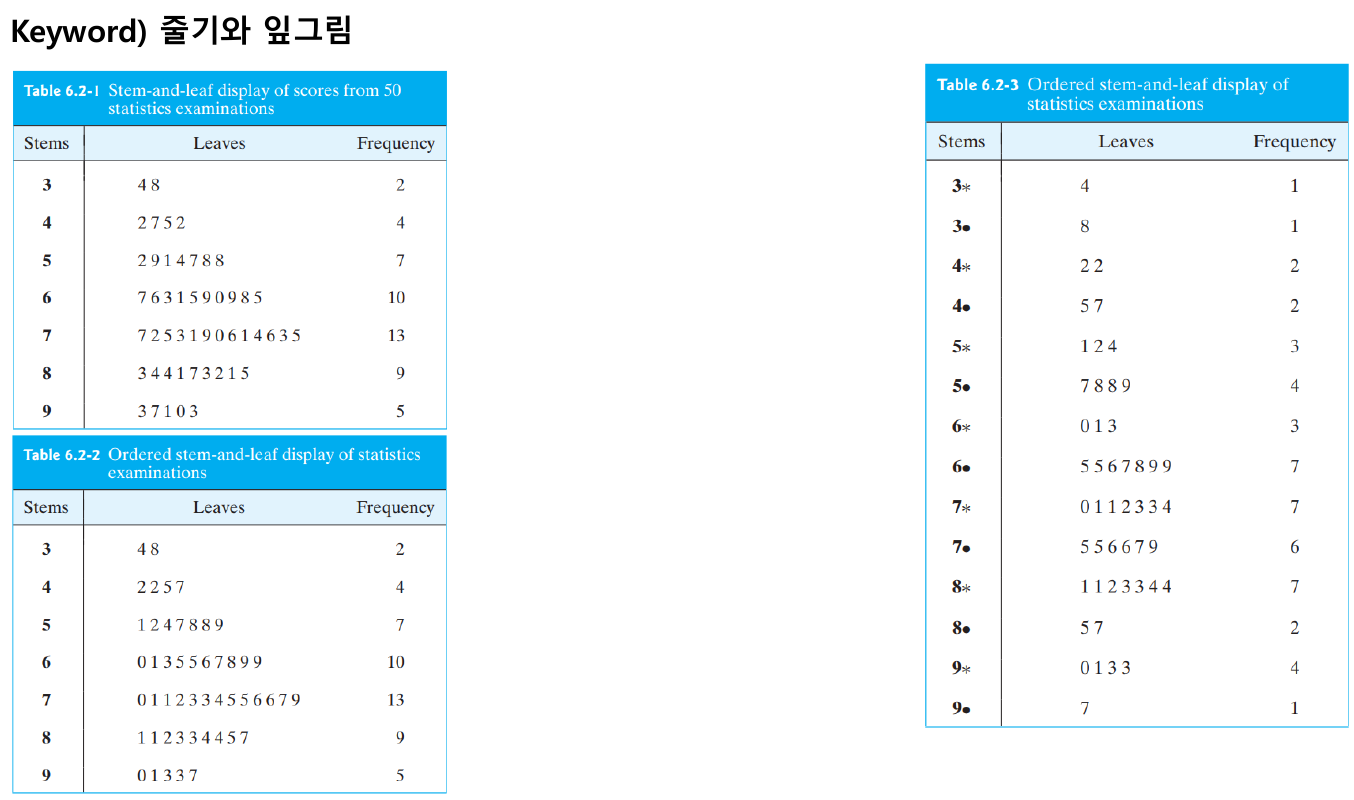 Keyword) 줄기와 잎그림
Table 6.2-1 Stem-and-leaf display of scores from 50
statistics examinations
Stems Leaves Frequency
3 4 8 2
4 2 7 5 2 4
5 2 9 1 4 7 8 8 7
6 7 6 3 1 5 9 0 9 8 5 10
7 7 2 5 3 1 9 0 6 1 4 6 3 5 13
8 3 4 4 1 7 3 2 1 5 9
9 3 7 1 0 3 5
Table 6.2-2 Ordered stem-and-leaf display of statistics
examinations
Stems Leaves Frequency
3 4 8 2
4 2 2 5 7 4
5 1 2 4 7 8 8 9 7
6 0 1 3 5 5 6 7 8 9 9 10
7 0 1 1 2 3 3 4 5 5 6 6 7 9 13
8 1 1 2 3 3 4 4 5 7 9
9 0 1 3 3 7 5
Table 6.2-3 Ordered stem-and-leaf display of
statistics examinations
Stems Leaves Frequency
3* 4 1
3• 8 1
4* 2 2 2
4• 5 7 2
5* 1 2 4 3
5• 7 8 8 9 4
6* 0 1 3 3
6• 5 5 6 7 8 9 9 7
7* 0 1 1 2 3 3 4 7
7• 5 5 6 6 7 9 6
8* 1 1 2 3 3 4 4 7
8• 5 7 2
9* 0 1 3 3 4
9• 7 1